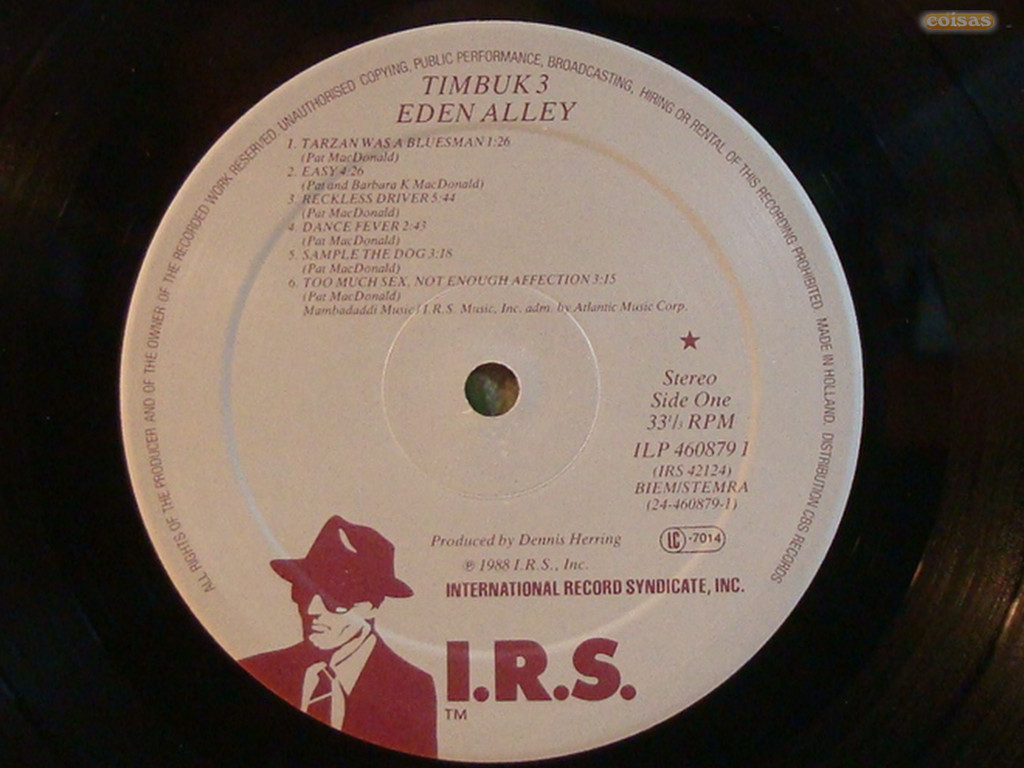 coisas
ALL RIGHTS OF THE PRODUCER AND OF THE OWNER OF THE RECORDED WORK RESERVED. UNAUTHORISED COPYING, PUBLIC PERFORMANCE, BROADCASTING, HIRING OR RENTAL OF THIS RECORDING PROHIBITED. MADE IN HOLLAND. DISTRIBUTION CBS RECORDS
TIMBUK 3
EDEN ALLEY
1. TARZAN WAS A BLUESMAN 1:26
(Pat MacDonald)
2. EASY 4:26
(Pat and Barbara K MacDonald)
3. RECKLESS DRIVER 5:44
(Pat MacDonald)
4. DANCE FEVER 2:43
(Pat MacDonald)
5. SAMPLE THE DOG 3:18
(Pat MacDonald)
6. TOO MUCH SEX, NOT ENOUGH AFFECTION 3:15
(Pat MacDonald)
Mambadaddi Music / I.R.S. Music, Inc. adm. by Atlantic Music Corp.
Stereo
Side One
33⅓ RPM
ILP 460879 1
(IRS 42124)
BIEM/STEMRA
(24-460879-1)
Produced by Dennis Herring
LC-7014
℗ 1988 I.R.S., Inc.
INTERNATIONAL RECORD SYNDICATE, INC.
I.R.S.
TM